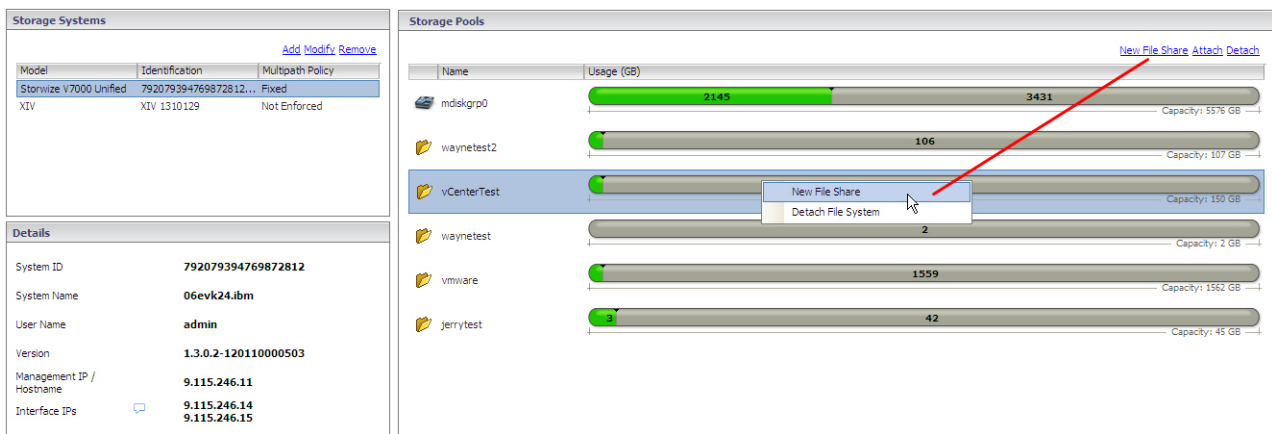 Storage Systems
Add Modify Remove
Model Identification Multipath Policy
Storwize V7000 Unified 792079394769872812... Fixed
XIV XIV 1310129 Not Enforced
Details
System ID 792079394769872812
System Name 06evk24.ibm
User Name admin
Version 1.3.0.2-120110000503
Management IP /
Hostname
9.115.246.11
Interface IPs 9.115.246.14
9.115.246.15
Storage Pools
New File Share Attach Detach
Name Usage (GB)
mdiskgrp0 2145 3431
Capacity: 5576 GB
waynetest2 106
Capacity: 107 GB
vCenterTest
Capacity: 150 GB
New File Share
Detach File System
waynetest 2
Capacity: 2 GB
vmware 1559
Capacity: 1562 GB
jerrytest 3 42
Capacity: 45 GB